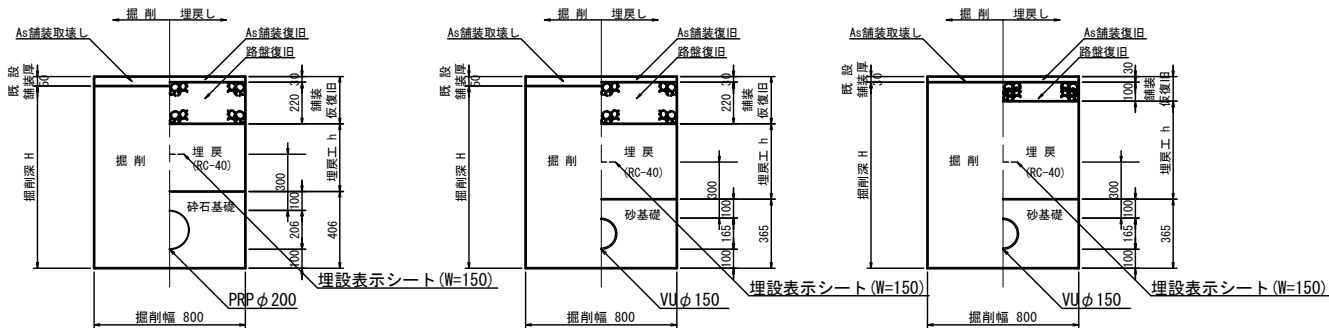 掘 削 埋戻し
As舗装取壊し
As舗装復旧
路盤復旧
既 設
舗装厚
50
30
220
舗装
仮復旧
掘削深 H
掘 削
埋 戻
(RC-40)
300
埋戻工 h
砕石基礎
100
206
100
406
埋設表示シート(W=150)
PRPφ200
掘削幅 800
掘 削 埋戻し
As舗装取壊し
As舗装復旧
路盤復旧
既 設
舗装厚
50
30
220
舗装
仮復旧
掘削深 H
掘 削
埋 戻
(RC-40)
300
埋戻工 h
砂基礎
100
165
100
365
埋設表示シート(W=150)
VUφ150
掘削幅 800
掘 削 埋戻し
As舗装取壊し
As舗装復旧
路盤復旧
既 設
舗装厚
30
30
100
舗装
仮復旧
掘削深 H
掘 削
埋 戻
(RC-40)
300
埋戻工 h
砂基礎
100
165
100
365
埋設表示シート(W=150)
VUφ150
掘削幅 800